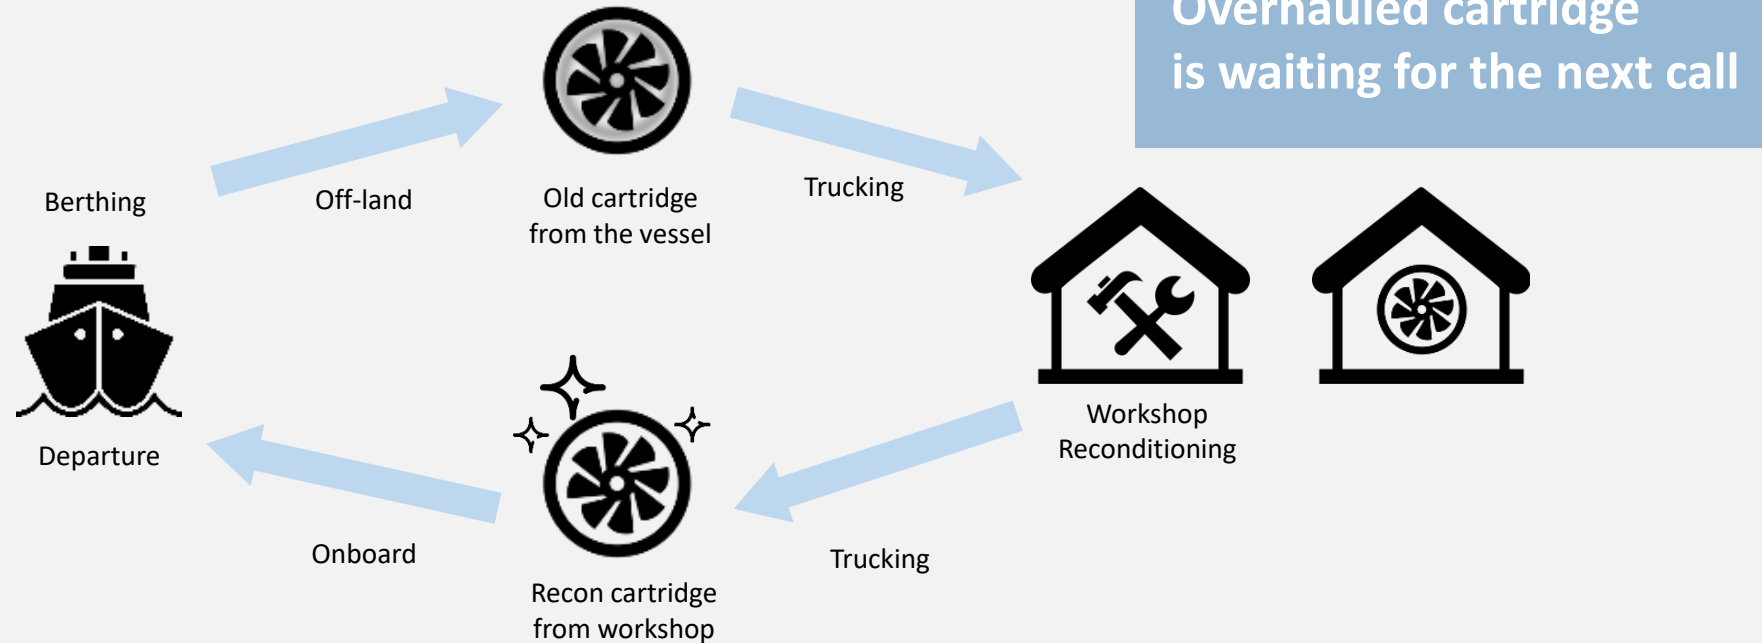 Overhauled cartridge
is waiting for the next call
Berthing
Off-land
Old cartridge
from the vessel
Trucking
Departure
Onboard
Recon cartridge
from workshop
Trucking
Workshop
Reconditioning